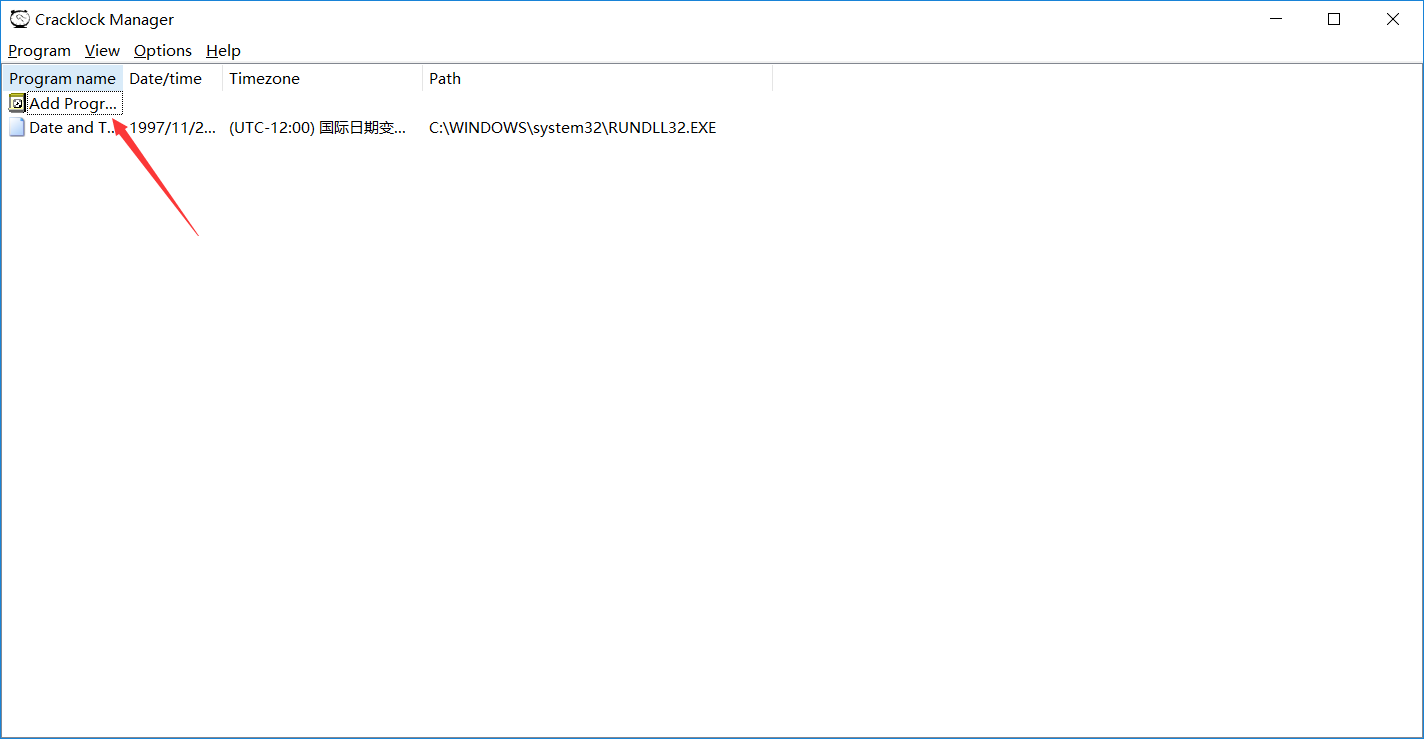 Cracklock Manager
Program View Options Help
Program name Date/time Timezone Path
Add Progr...
Date and T... 1997/11/2... (UTC-12:00) 国际日期变... C:\WINDOWS\system32\RUNDLL32.EXE